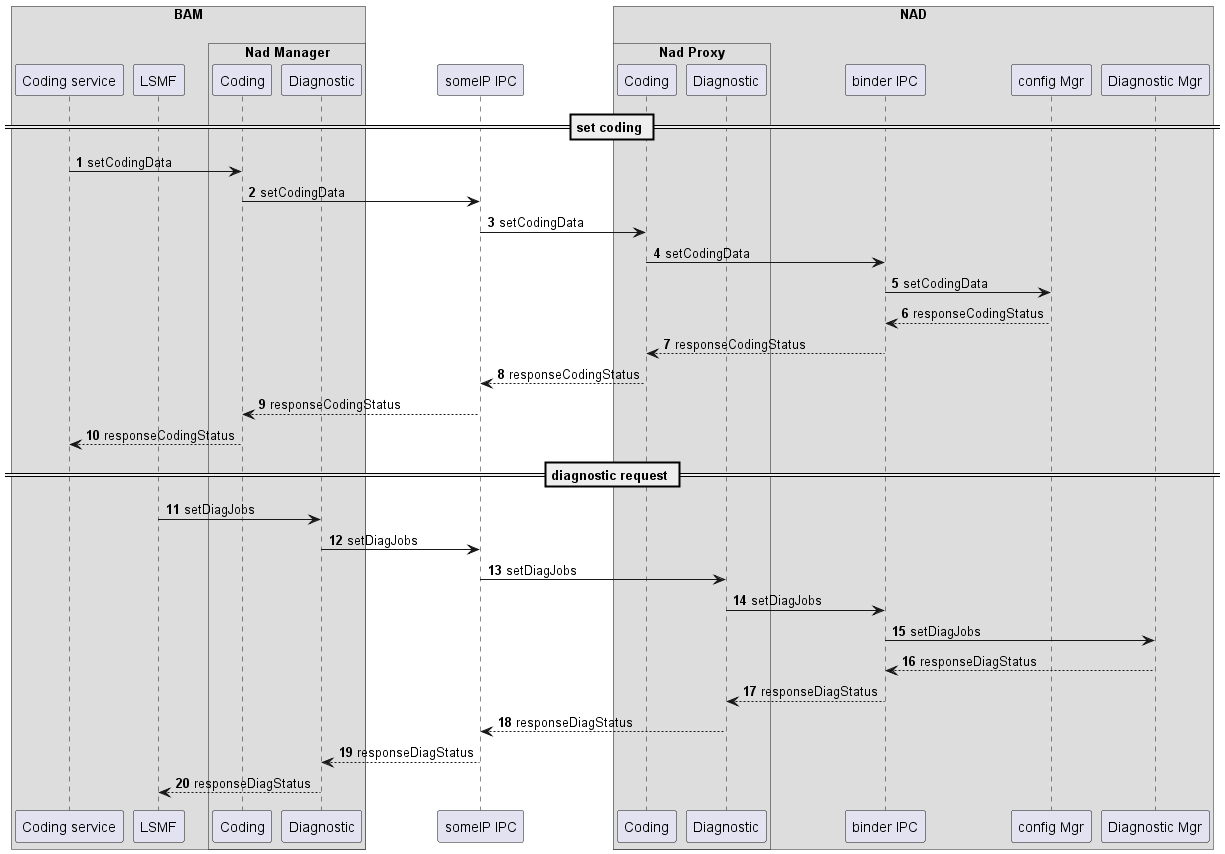 BAM
NAD
Nad Manager
Nad Proxy
Coding service
LSMF
Coding
Diagnostic
someIP IPC
Coding
Diagnostic
binder IPC
config Mgr
Diagnostic Mgr
set coding
1 setCodingData
2 setCodingData
3 setCodingData
4 setCodingData
5 setCodingData
6 responseCodingStatus
7 responseCodingStatus
8 responseCodingStatus
9 responseCodingStatus
10 responseCodingStatus
diagnostic request
11 setDiagJobs
12 setDiagJobs
13 setDiagJobs
14 setDiagJobs
15 setDiagJobs
16 responseDiagStatus
17 responseDiagStatus
18 responseDiagStatus
19 responseDiagStatus
20 responseDiagStatus
Coding service
LSMF
Coding
Diagnostic
someIP IPC
Coding
Diagnostic
binder IPC
config Mgr
Diagnostic Mgr